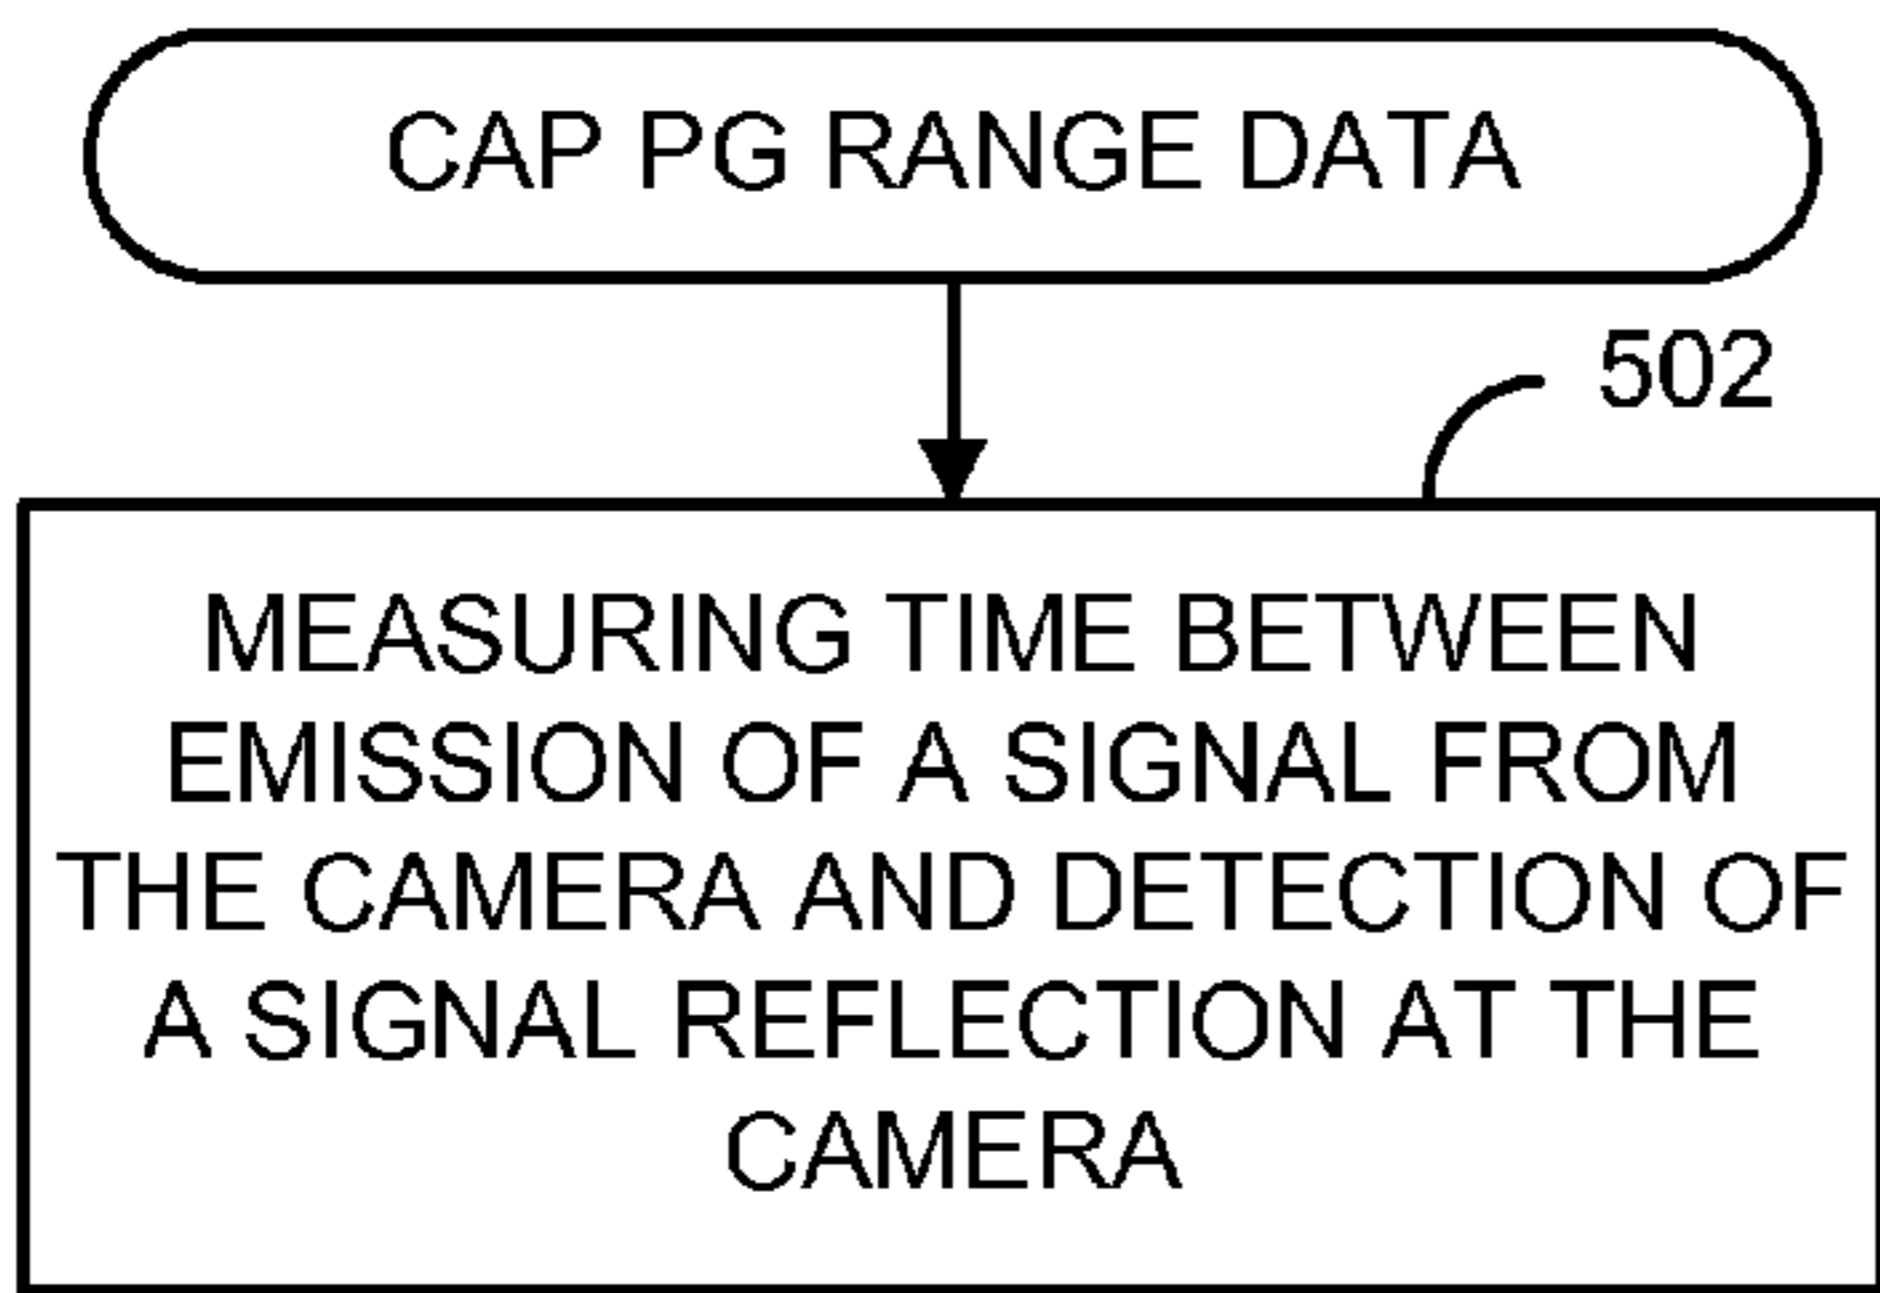 CAP PG RANGE DATA
502
MEASURING TIME BETWEEN
EMISSION OF A SIGNAL FROM
THE CAMERA AND DETECTION OF
A SIGNAL REFLECTION AT THE
CAMERA